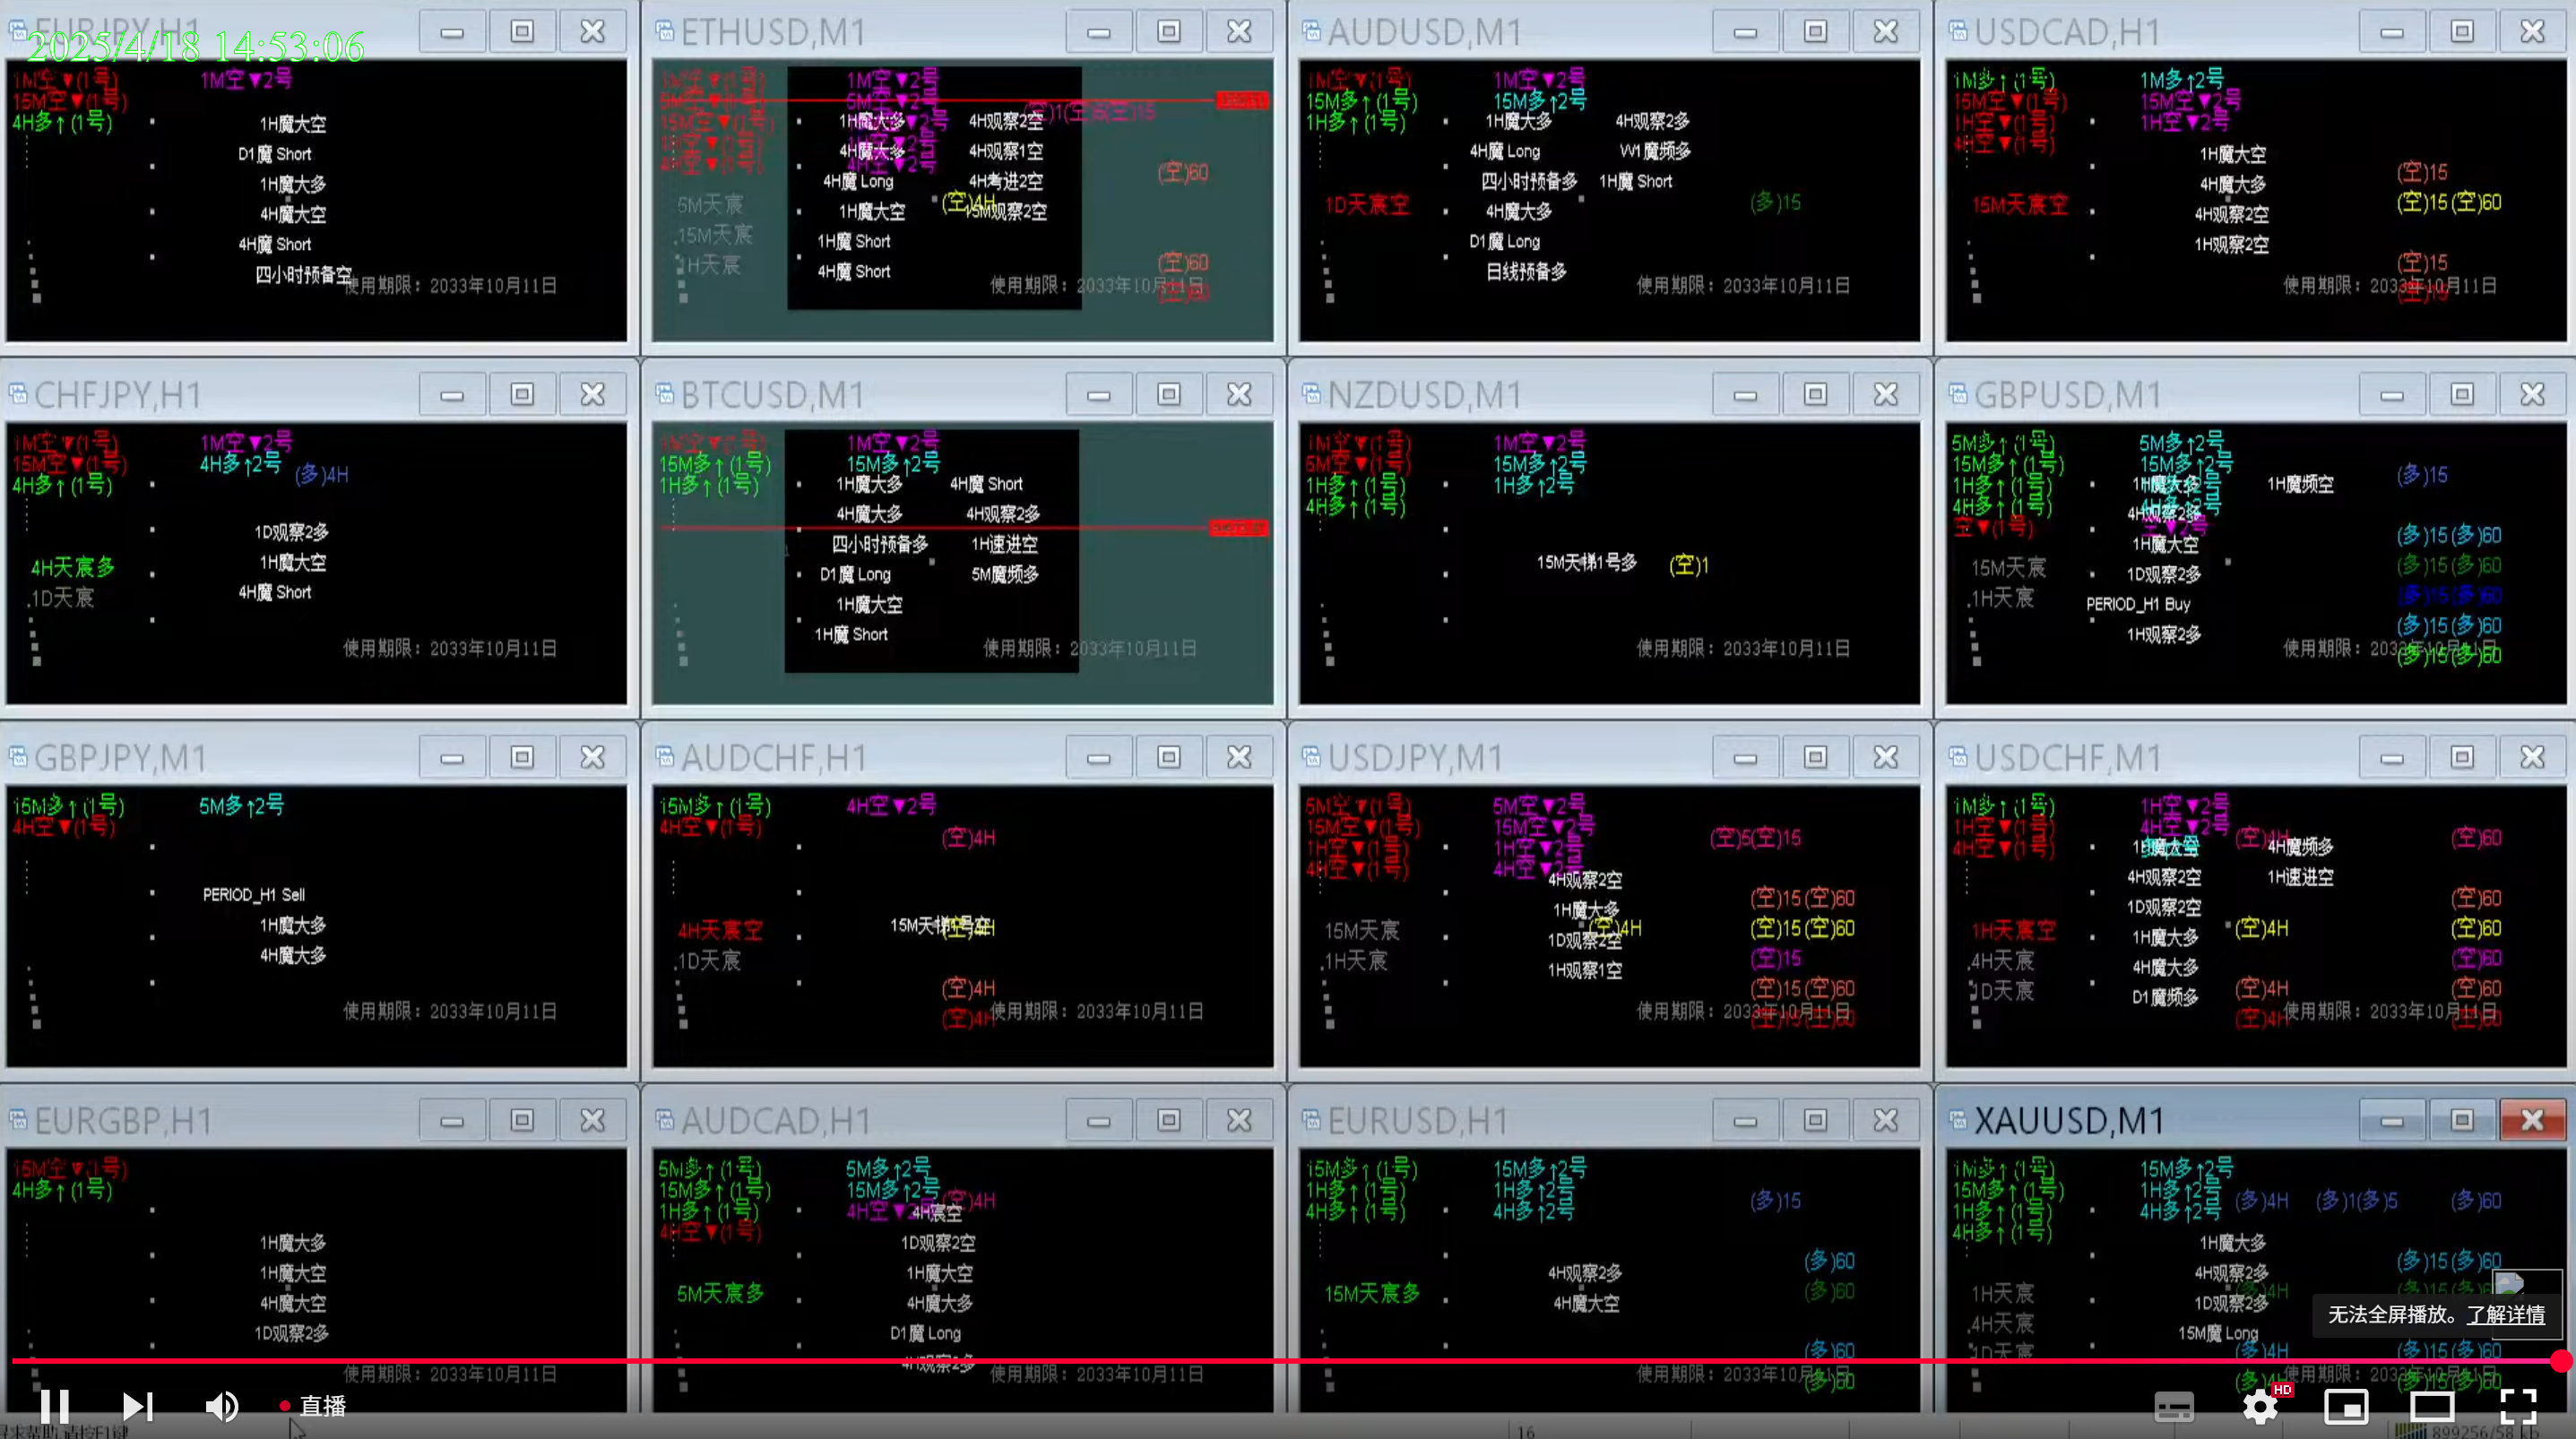 EURJPY,H1
2025/4/18 14:53:06
1M空▼(1号)
1M空▼2号
15M空▼(1号)
4H多↑(1号)
1H魔大空
D1魔 Short
1H魔大多
4H魔大空
4H魔 Short
四小时预备空
使用期限：2033年10月11日
ETHUSD,M1
1M空▼(1号)
1M空▼2号
5M空▼(1号)
5M空▼2号
15M空▼(1号)
1H魔大多
4H观察2空
4H魔大多
4H观察1空
4H空▼(1号)
4H空▼2号
(空)60
4H魔 Long
4H考进2空
5M天宸
(空)4H
1H魔大空
15M观察2空
15M天宸
1H魔 Short
1H天宸
4H魔 Short
(空)60
使用期限：2033年10月11日
(空)60
AUDUSD,M1
1M空▼(1号)
1M空▼2号
15M多↑(1号)
15M多↑2号
1H多↑(1号)
1H魔大多
4H观察2多
4H魔 Long
W1魔频多
四小时预备多
1H魔 Short
1D天宸空
4H魔大多
(多)15
D1魔 Long
日线预备多
使用期限：2033年10月11日
USDCAD,H1
1M多↑(1号)
1M多↑2号
15M空▼(1号)
15M空▼2号
1H空▼(1号)
1H空▼2号
4H空▼(1号)
1H魔大空
4H魔大多
(空)15
15M天宸空
4H观察2空
(空)15(空)60
1H观察2空
(空)15
使用期限：2033年10月11日
(空)15
CHFJPY,H1
1M空▼(1号)
1M空▼2号
15M空▼(1号)
4H多↑2号
(多)4H
4H多↑(1号)
1D观察2多
4H天宸多
1H魔大空
.1D天宸
4H魔 Short
使用期限：2033年10月11日
BTCUSD,M1
1M空▼(1号)
1M空▼2号
15M多↑(1号)
15M多↑2号
1H多↑(1号)
1H魔大多
4H魔 Short
4H魔大多
4H观察2多
四小时预备多
1H速进空
D1魔 Long
5M魔频多
1H魔大空
1H魔 Short
使用期限：2033年10月11日
NZDUSD,M1
1M空▼(1号)
1M空▼2号
5M空▼(1号)
15M多↑2号
1H多↑(1号)
1H多↑2号
4H多↑(1号)
15M天梯1号多
(空)1
使用期限：2033年10月11日
GBPUSD,M1
5M多↑(1号)
5M多↑2号
15M多↑(1号)
15M多↑2号
(多)15
1H多↑(1号)
1H魔大多
1H魔频空
4H多↑(1号)
4H观察2多
空▼(1号)
空▼2号
(多)15(多)60
1H魔大空
15M天宸
1D观察2多
(多)15(多)60
.1H天宸
PERIOD_H1 Buy
(多)15(多)60
1H观察2多
(多)15(多)60
使用期限：2033年10月11日
(多)15(多)60
GBPJPY,M1
15M多↑(1号)
5M多↑2号
4H空▼(1号)
PERIOD_H1 Sell
1H魔大多
4H魔大多
使用期限：2033年10月11日
AUDCHF,H1
15M多↑(1号)
4H空▼2号
4H空▼(1号)
(空)4H
4H天宸空
15M天梯1号空
(空)4H
.1D天宸
(空)4H
(空)4H
使用期限：2033年10月11日
USDJPY,M1
5M空▼(1号)
5M空▼2号
15M空▼(1号)
15M空▼2号
(空)5(空)15
1H空▼(1号)
1H空▼2号
4H空▼(1号)
4H空▼2号
4H观察2空
(空)15(空)60
1H魔大多
15M天宸
(空)4H
(空)15(空)60
1D观察2空
.1H天宸
1H观察1空
(空)15
(空)15(空)60
使用期限：2033年10月11日
(空)15(空)60
USDCHF,M1
1M多↑(1号)
1H空▼2号
1H空▼(1号)
4H空▼2号
(空)4H
(空)60
4H空▼(1号)
1H魔大空
4H魔频多
4H观察2空
1H速进空
1D观察2空
(空)60
1H天宸空
1H魔大多
(空)4H
(空)60
.4H天宸
4H魔大多
(空)60
1D天宸
D1魔频多
(空)4H
(空)60
使用期限：2033年10月11日
(空)4H
(空)60
EURGBP,H1
15M空▼(1号)
4H多↑(1号)
1H魔大多
1H魔大空
4H魔大空
1D观察2多
使用期限：2033年10月11日
AUDCAD,H1
5M多↑(1号)
5M多↑2号
15M多↑(1号)
15M多↑2号
(空)4H
1H多↑(1号)
4H空▼2号
4H宸空
4H空▼(1号)
1D观察2空
1H魔大空
5M天宸多
4H魔大多
D1魔 Long
4H观察2多
使用期限：2033年10月11日
EURUSD,H1
15M多↑(1号)
15M多↑2号
1H多↑(1号)
1H多↑2号
(多)15
4H多↑(1号)
4H多↑2号
(多)60
4H观察2多
15M天宸多
4H魔大空
(多)60
(多)60
使用期限：2033年10月11日
(多)60
XAUUSD,M1
1M多↑(1号)
15M多↑2号
15M多↑(1号)
1H多↑2号
(多)4H
(多)1(多)5
(多)60
1H多↑(1号)
4H多↑2号
4H多↑(1号)
1H魔大多
(多)15(多)60
4H观察2多
1H天宸
1D观察2多
.4H天宸
15M魔 Long
1D天宸
(多)4H
(多)15(多)60
使用期限：2033年10月11日
(多)4H
(多)15(多)60
无法全屏播放。了解详情
直播
HD
16
899256/58 kb